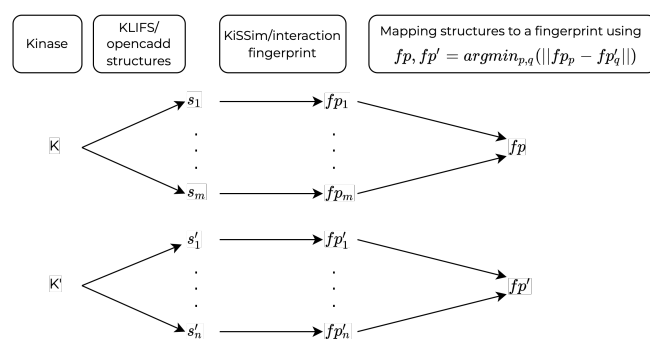 Kinase
KLIFS/
opencadd
structures
KiSSim/interaction
fingerprint
Mapping structures to a fingerprint using
fp, fp′ = argmin_{p,q}(||fp_p − fp′_q||)
s_1
fp_1
K
fp
s_m
fp_m
s′_1
fp′_1
K'
fp′
s′_n
fp′_n